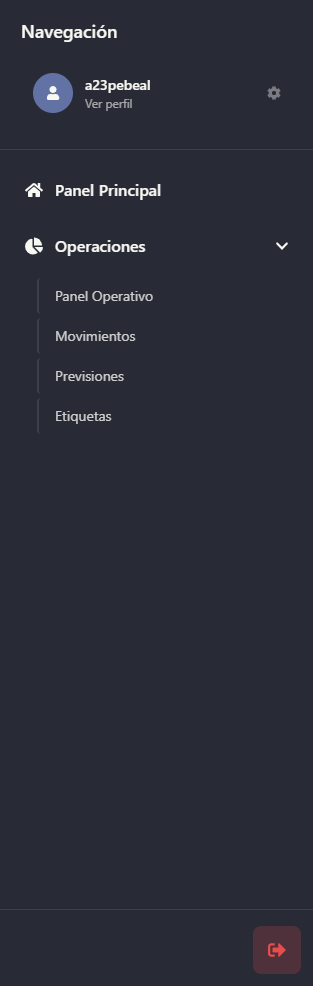 Navegación
a23pebeal
Ver perfil
Panel Principal
Operaciones
Panel Operativo
Movimientos
Previsiones
Etiquetas